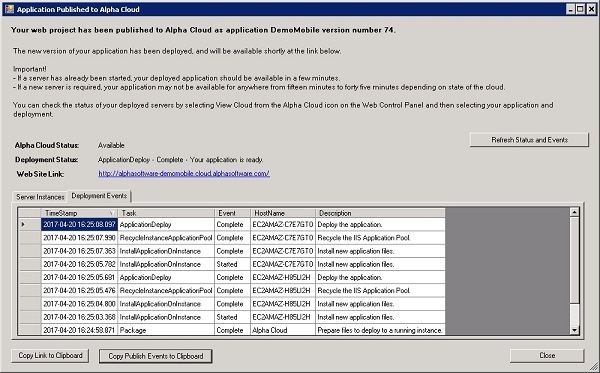 Application Published to Alpha Cloud
Your web project has been published to Alpha Cloud as application DemoMobile version number 74.
The new version of your application has been deployed, and will be available shortly at the link below.
Important!
- If a server has already been started, your deployed application should be available in a few minutes.
- If a new server is required, your application may not be available for anywhere from fifteen minutes to forty five minutes depending on state of the cloud.
You can check the status of your deployed servers by selecting View Cloud from the Alpha Cloud icon on the Web Control Panel and then selecting your application and
deployment.
Refresh Status and Events
Alpha Cloud Status: Available
Deployment Status: ApplicationDeploy - Complete - Your application is ready.
Web Site Link: http://alphasoftware-demomobile.cloud.alphasoftware.com/
Server Instances Deployment Events
TimeStamp Task Event HostName Description
2017-04-20 16:25:08.097 ApplicationDeploy Complete EC2AMAZ-C7E7GT0 Deploy the application.
2017-04-20 16:25:07.990 RecycleInstanceApplicationPool Complete EC2AMAZ-C7E7GT0 Recycle the IIS Application Pool.
2017-04-20 16:25:07.363 InstallApplicationOnInstance Complete EC2AMAZ-C7E7GT0 Install new application files.
2017-04-20 16:25:05.782 InstallApplicationOnInstance Started EC2AMAZ-C7E7GT0 Install new application files.
2017-04-20 16:25:05.681 ApplicationDeploy Complete EC2AMAZ-H85LI2H Deploy the application.
2017-04-20 16:25:05.476 RecycleInstanceApplicationPool Complete EC2AMAZ-H85LI2H Recycle the IIS Application Pool.
2017-04-20 16:25:04.800 InstallApplicationOnInstance Complete EC2AMAZ-H85LI2H Install new application files.
2017-04-20 16:25:03.368 InstallApplicationOnInstance Started EC2AMAZ-H85LI2H Install new application files.
2017-04-20 16:24:58.871 Package Complete Alpha Cloud Prepare files to deploy to a running instance.
Copy Link to Clipboard Copy Publish Events to Clipboard Close